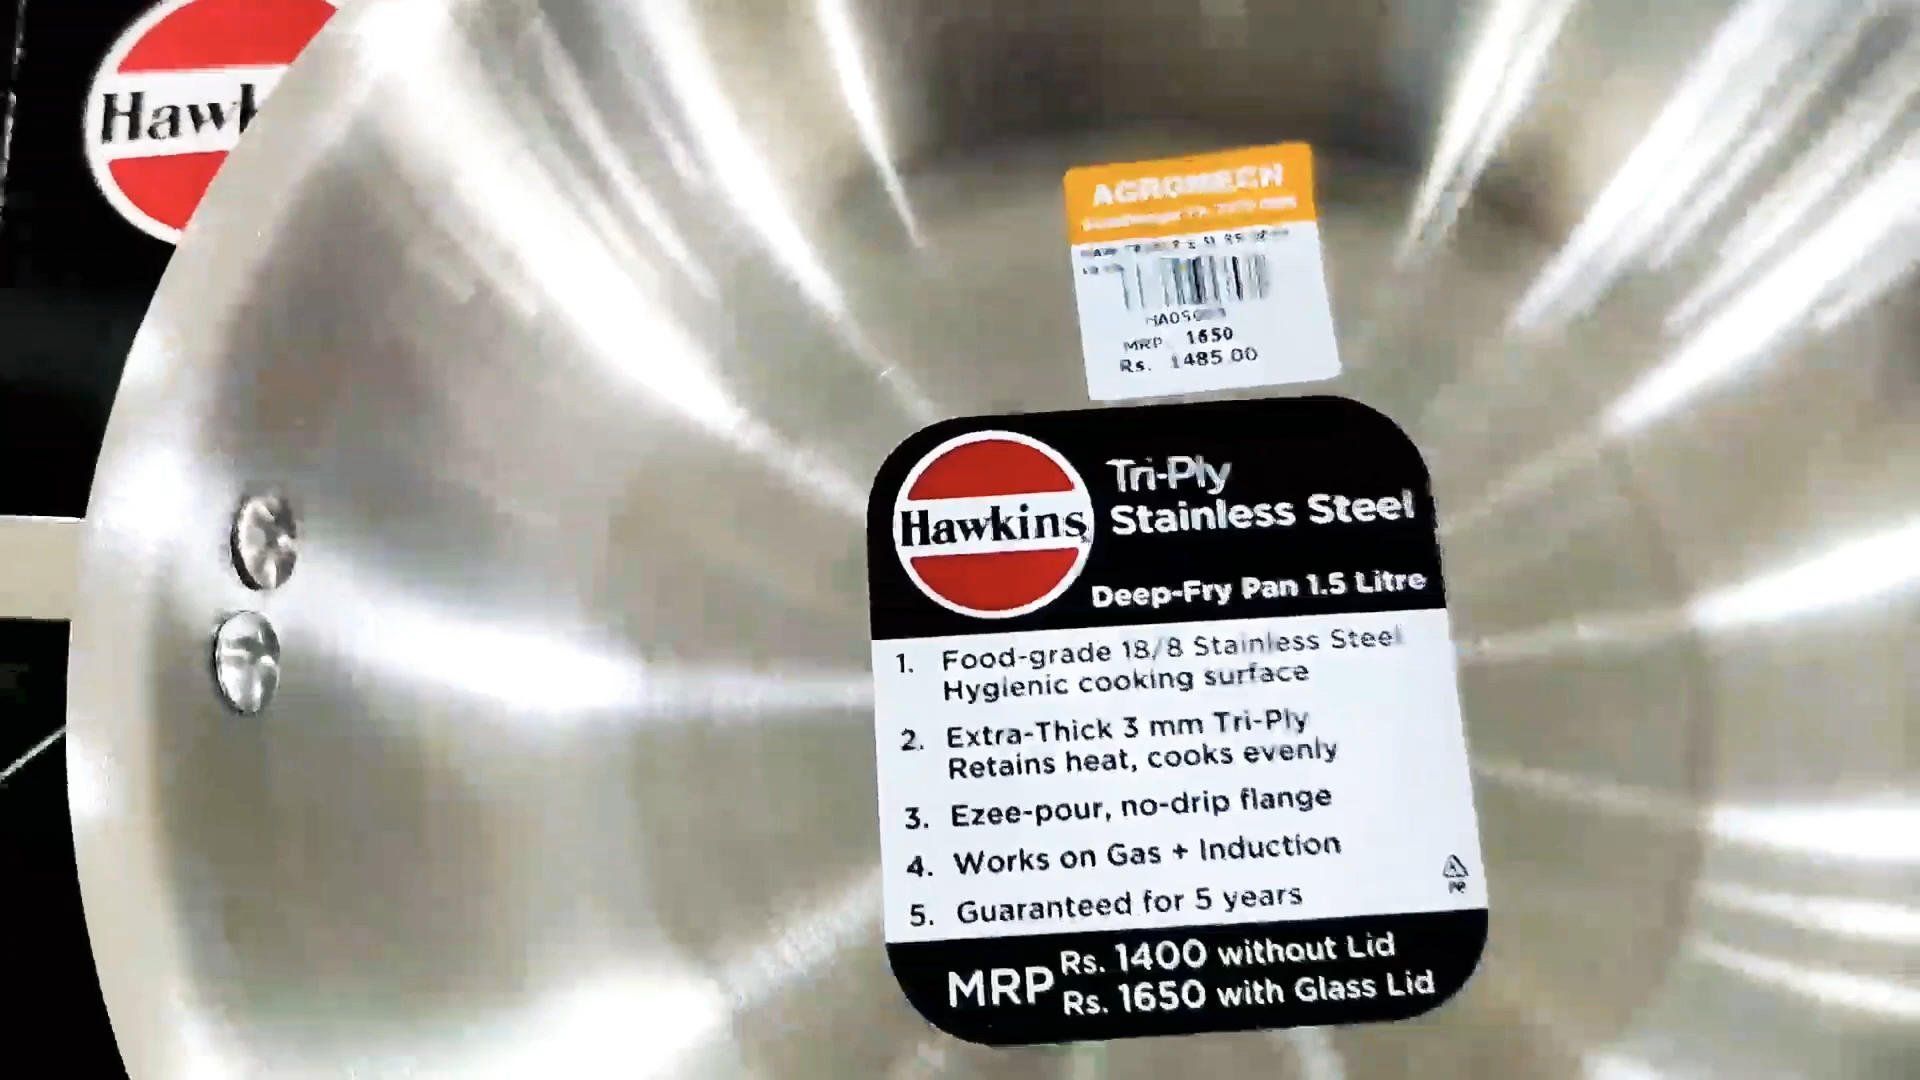 Hawk
AGROMECH
MRP 1650
Rs. 1485.00
Hawkins
Tri-Ply
Stainless Steel
Deep-Fry Pan 1.5 Litre
1. Food-grade 18/8 Stainless Steel
Hygienic cooking surface
2. Extra-Thick 3 mm Tri-Ply
Retains heat, cooks evenly
3. Ezee-pour, no-drip flange
4. Works on Gas + Induction
5. Guaranteed for 5 years
MRP Rs. 1400 without Lid
Rs. 1650 with Glass Lid